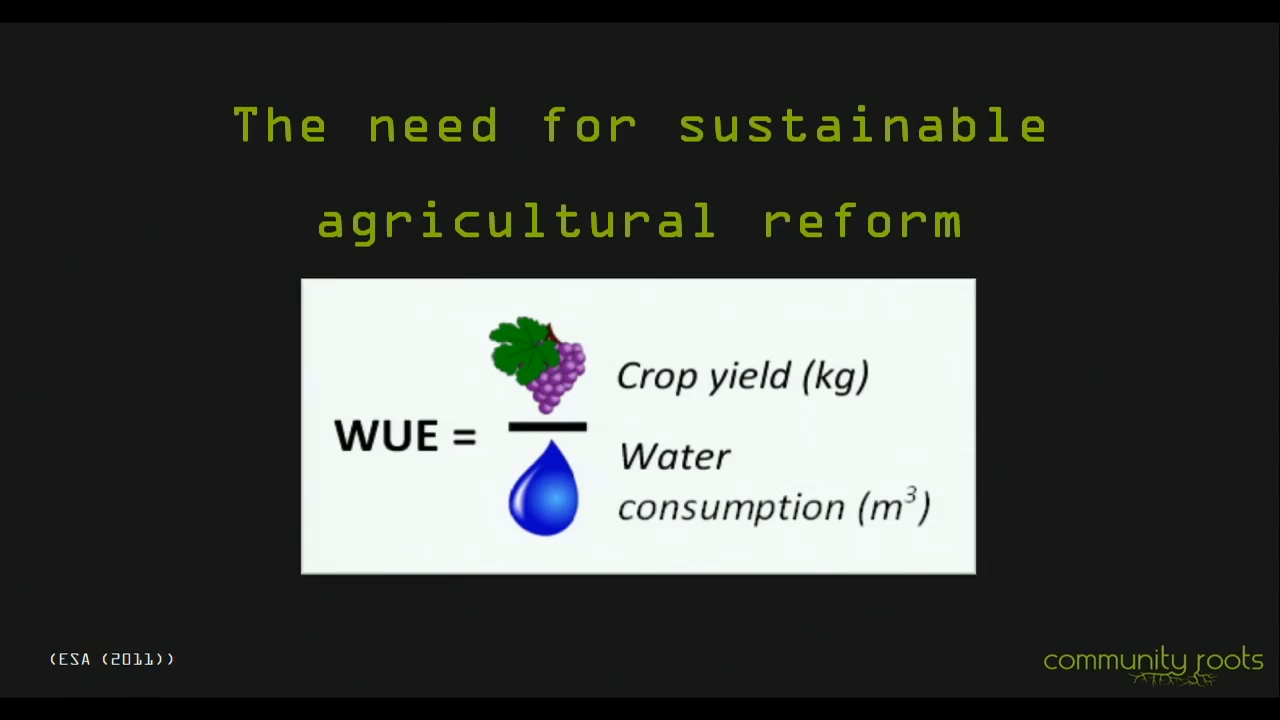 The need for sustainable
agricultural reform
WUE =
Crop yield (kg)
Water
consumption (m³)
(ESA (2011))
community roots